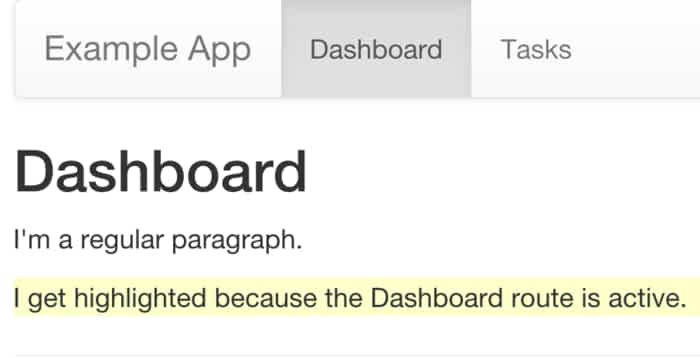 Example App Dashboard Tasks
Dashboard
I'm a regular paragraph.
I get highlighted because the Dashboard route is active.